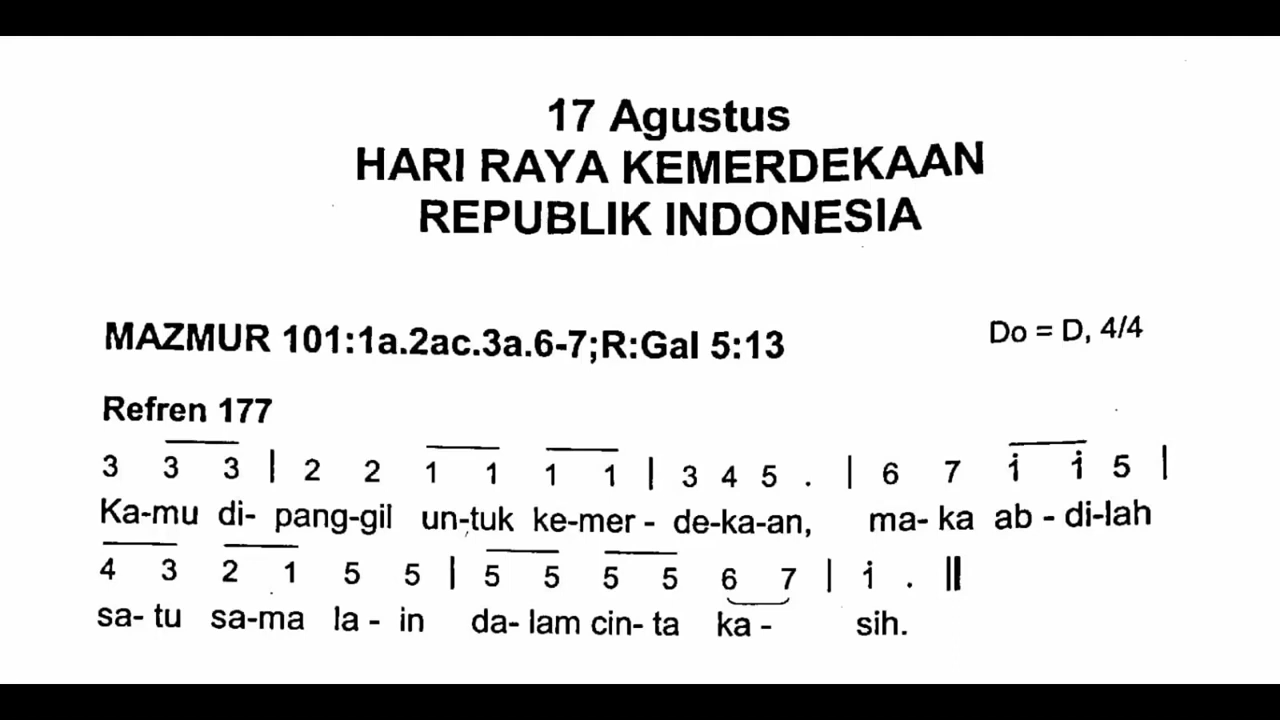 17 Agustus
HARI RAYA KEMERDEKAAN
REPUBLIK INDONESIA
MAZMUR 101:1a.2ac.3a.6-7;R:Gal 5:13
Do = D, 4/4
Refren 177
3 3 3 | 2 2 1 1 1 1 | 3 4 5 . | 6 7 i i 5 |
Ka-mu di- pang-gil un-tuk ke-mer - de-ka-an, ma- ka ab - di-lah
4 3 2 1 5 5 | 5 5 5 5 6 7 | i . ||
sa- tu sa-ma la - in da- lam cin- ta ka - sih.